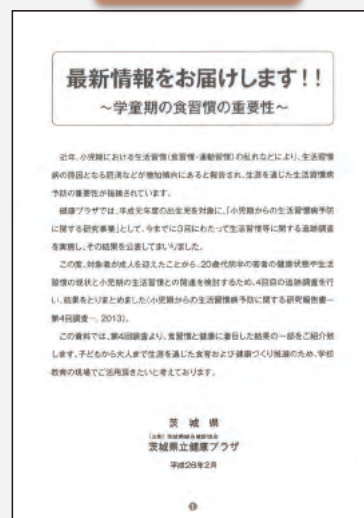 最新情報をお届けします!!
~学童期の食習慣の重要性~
近年、小児期における生活習慣(食習慣・運動習慣)の乱れなどにより、生活習慣
病の原因となる肥満などが増加傾向にあると報告され、生涯を通じた生活習慣病
予防の重要性が指摘されています。
健康プラザでは、平成元年度の出生児を対象に、「小児期からの生活習慣病予防
に関する研究事業」として、今までに3回にわたって生活習慣等に関する追跡調査
を実施し、その結果を公表してまいりました。
この度、対象者が成人を迎えたことから、20歳代前半の若者の健康状態や生活
習慣の現状と小児期の生活習慣との関連を検討するため、4回目の追跡調査を行
い、結果をとりまとめました(小児期からの生活習慣病予防に関する研究報告書―
第4回調査―, 2013)。
この資料では、第4回調査より、食習慣と健康に着目した結果の一部をご紹介致
します。子どもから大人まで生涯を通じた食育および健康づくり推進のため、学校
教育の現場でご活用頂きたいと考えております。
茨城県
(公財)茨城県総合健診協会
茨城県立健康プラザ
平成26年2月
1